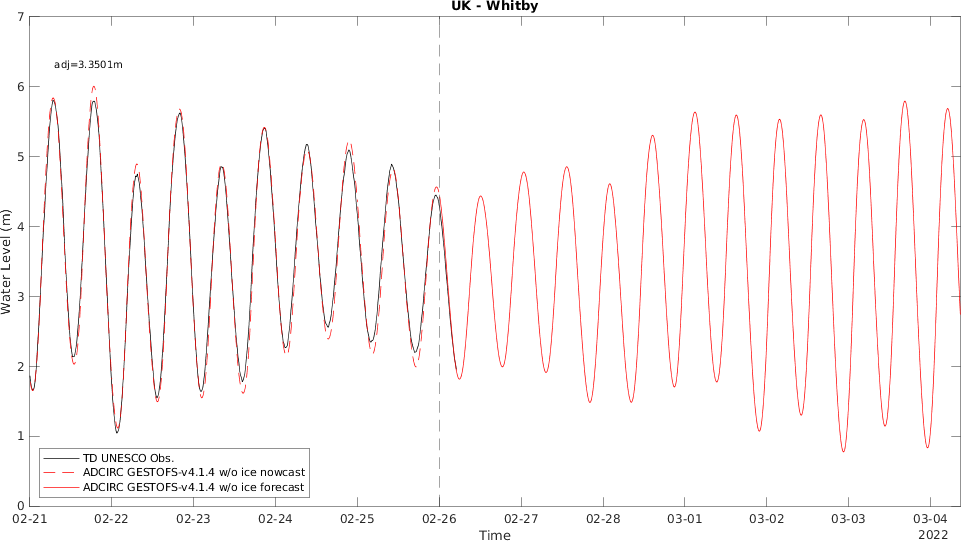 UK - Whitby
adj=3.3501m
Water Level (m)
7
6
5
4
3
2
1
0
TD UNESCO Obs.
ADCIRC GESTOFS-v4.1.4 w/o ice nowcast
ADCIRC GESTOFS-v4.1.4 w/o ice forecast
02-21 02-22 02-23 02-24 02-25 02-26 02-27 02-28 03-01 03-02 03-03 03-04
2022
Time